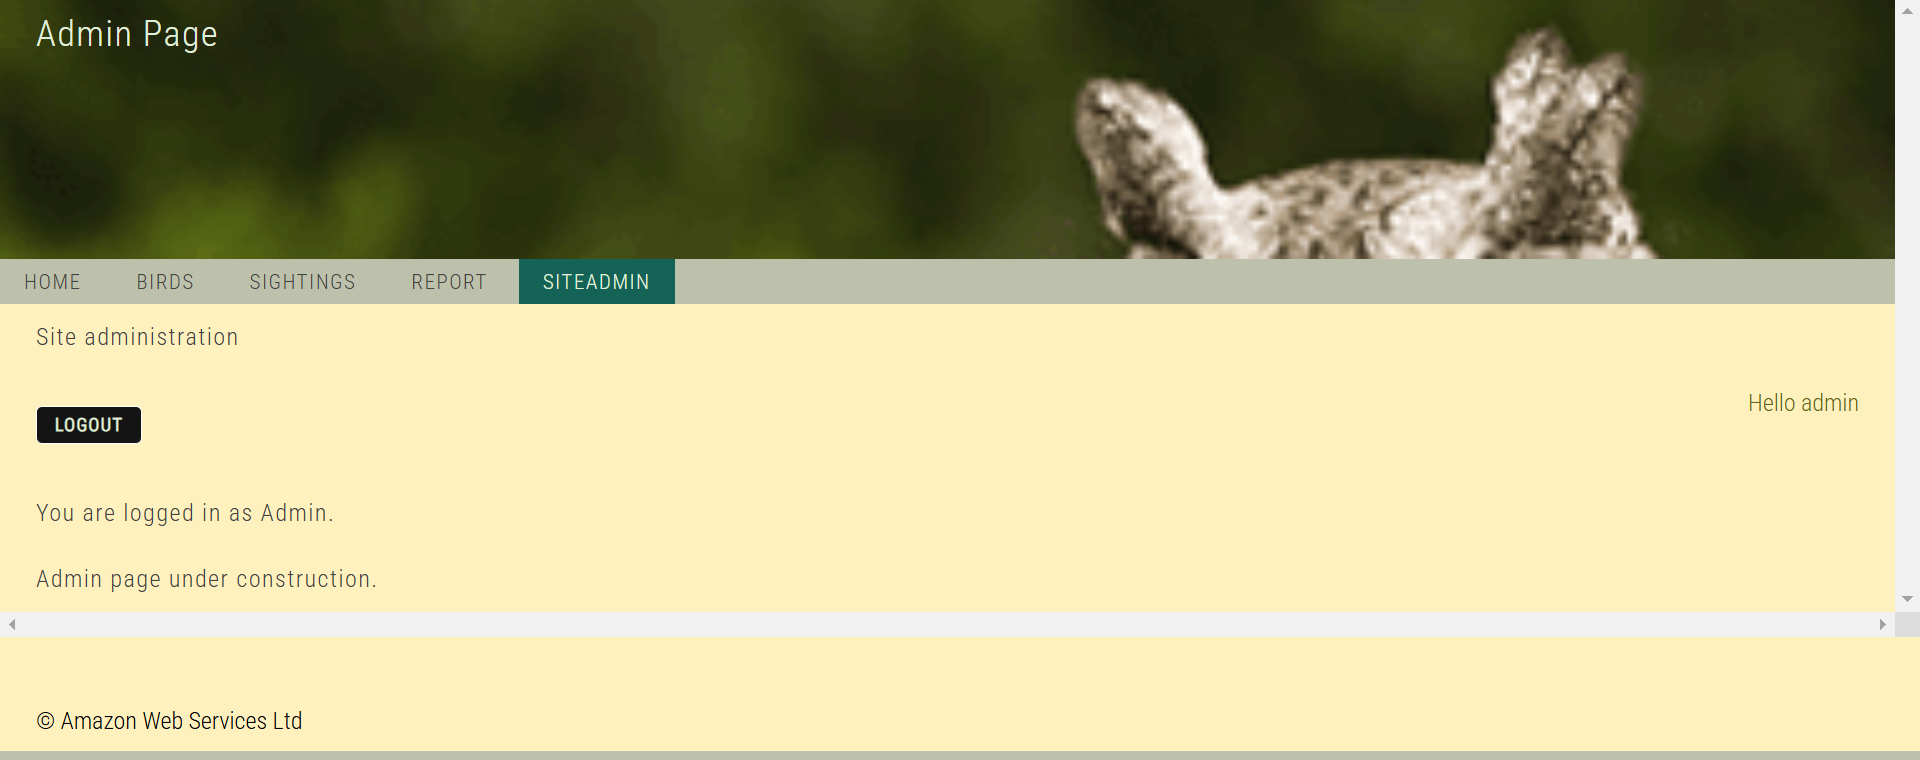 Admin Page
HOME BIRDS SIGHTINGS REPORT SITEADMIN
Site administration
Hello admin
LOGOUT
You are logged in as Admin.
Admin page under construction.
© Amazon Web Services Ltd